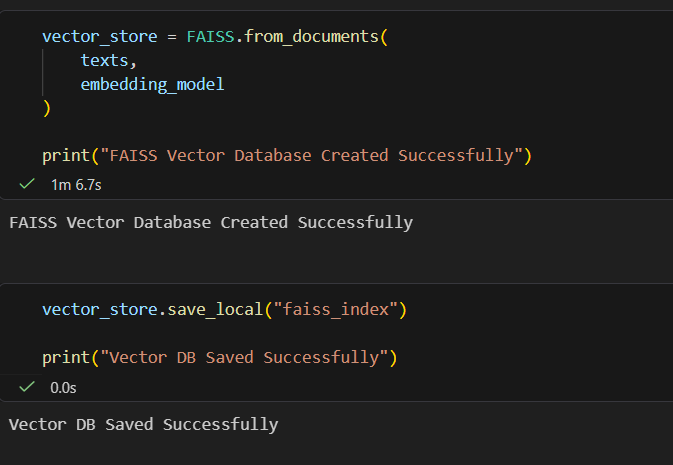 vector_store = FAISS.from_documents(
    texts,
    embedding_model
)
print("FAISS Vector Database Created Successfully")
1m 6.7s
FAISS Vector Database Created Successfully
vector_store.save_local("faiss_index")
print("Vector DB Saved Successfully")
0.0s
Vector DB Saved Successfully